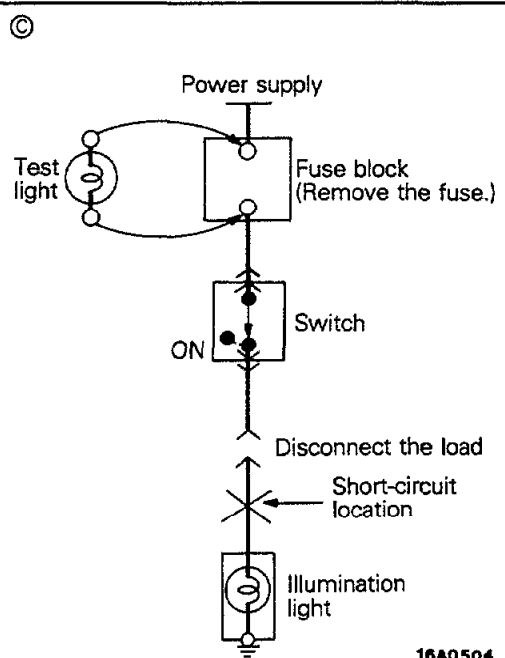 ©
Power supply
Test
light
Fuse block
(Remove the fuse.)
Switch
ON
Disconnect the load
Short-circuit
location
Illumination
light
16A0504